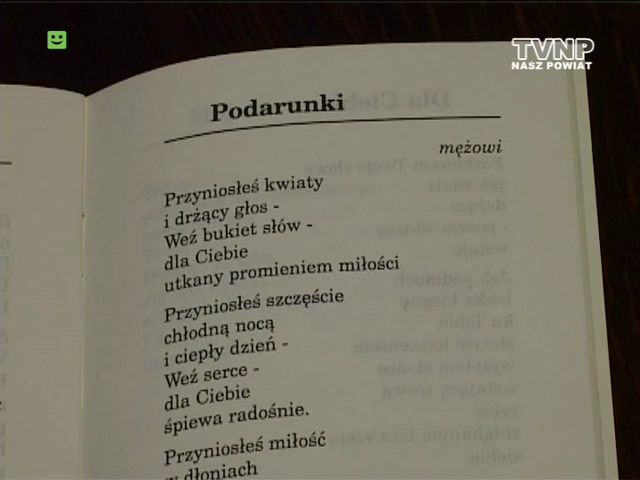 TVNP
NASZ POWIAT
Podarunki
mężowi
Przyniosłeś kwiaty
i drżący głos -
Weź bukiet słów -
dla Ciebie
utkany promieniem miłości
Przyniosłeś szczęście
chłodną nocą
i ciepły dzień -
Weź serce -
dla Ciebie
śpiewa radośnie.
Przyniosłeś miłość
w dłoniach